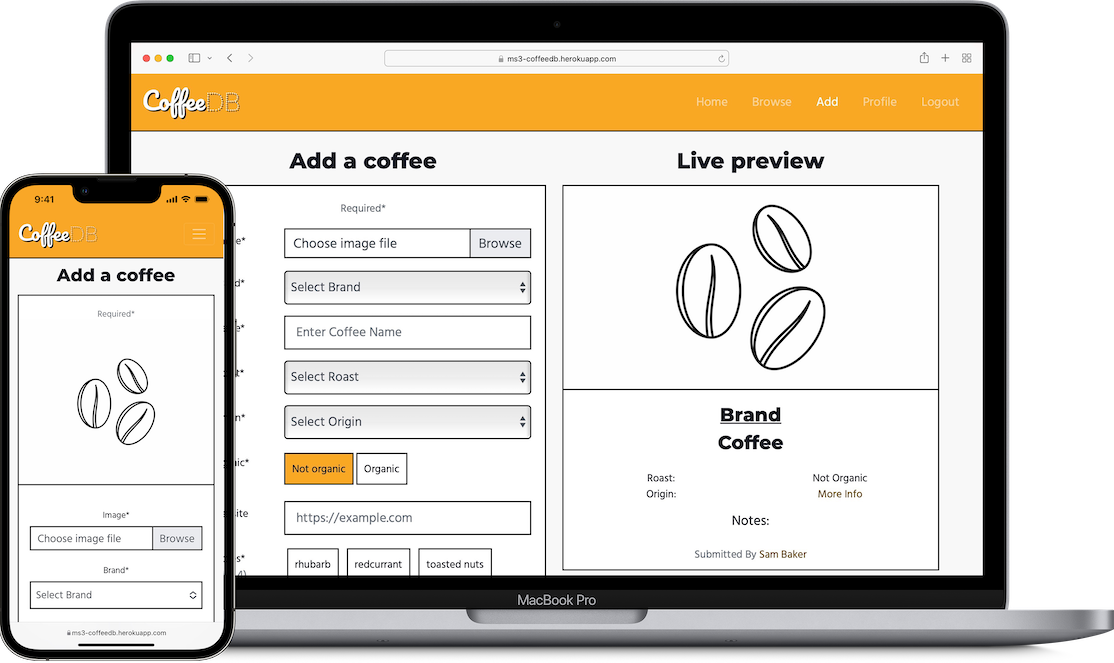 ms3-coffeedb.herokuapp.com
CoffeeDB
Home Browse Add Profile Logout
Add a coffee
Required*
Choose image file Browse
Select Brand
Enter Coffee Name
Select Roast
Select Origin
Not organic Organic
https://example.com
rhubarb redcurrant toasted nuts
Live preview
Brand
Coffee
Roast: Not Organic
Origin: More Info
Notes:
Submitted By Sam Baker
MacBook Pro
9:41
CoffeeDB
Add a coffee
Required*
Image*
Choose image file Browse
Brand*
Select Brand
ms3-coffeedb.herokuapp.com